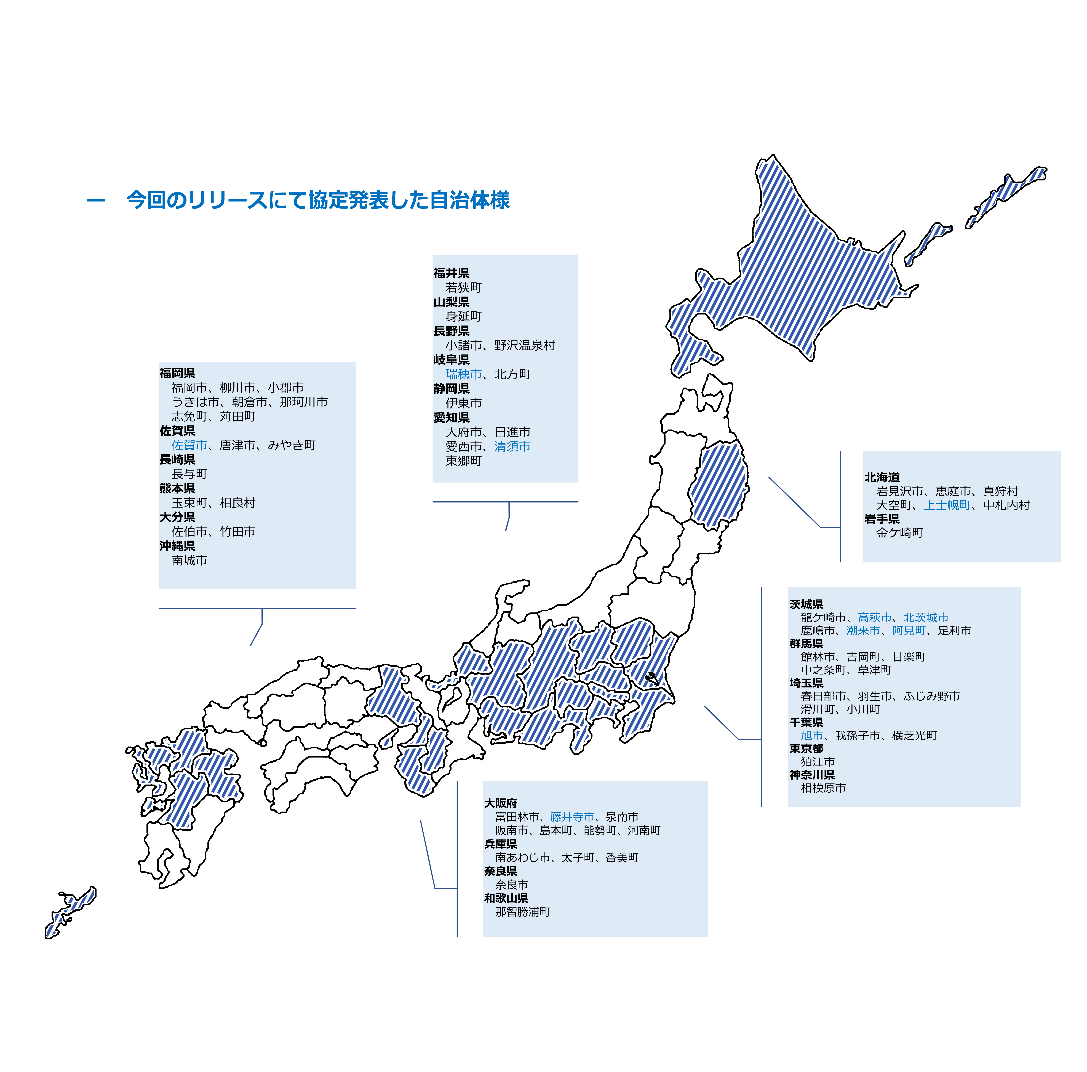 ー 今回のリリースにて協定発表した自治体様
福井県
若狭町
山梨県
身延町
長野県
小諸市、野沢温泉村
岐阜県
瑞穂市、北方町
静岡県
伊東市
愛知県
大府市、日進市
愛西市、清須市
東郷町
福岡県
福岡市、柳川市、小郡市
うきは市、朝倉市、那珂川市
志免町、苅田町
佐賀県
佐賀市、唐津市、みやき町
長崎県
長与町
熊本県
玉東町、相良村
大分県
佐伯市、竹田市
沖縄県
南城市
北海道
岩見沢市、恵庭市、真狩村
大空町、上士幌町、中札内村
岩手県
金ケ崎町
茨城県
龍ケ崎市、高萩市、北茨城市
鹿嶋市、潮来市、阿見町、足利市
群馬県
館林市、吉岡町、甘楽町
中之条町、草津町
埼玉県
春日部市、羽生市、ふじみ野市
滑川町、小川町
千葉県
旭市、我孫子市、横芝光町
東京都
狛江市
神奈川県
相模原市
大阪府
富田林市、藤井寺市、泉南市
阪南市、島本町、能勢町、河南町
兵庫県
南あわじ市、太子町、香美町
奈良県
奈良市
和歌山県
那智勝浦町